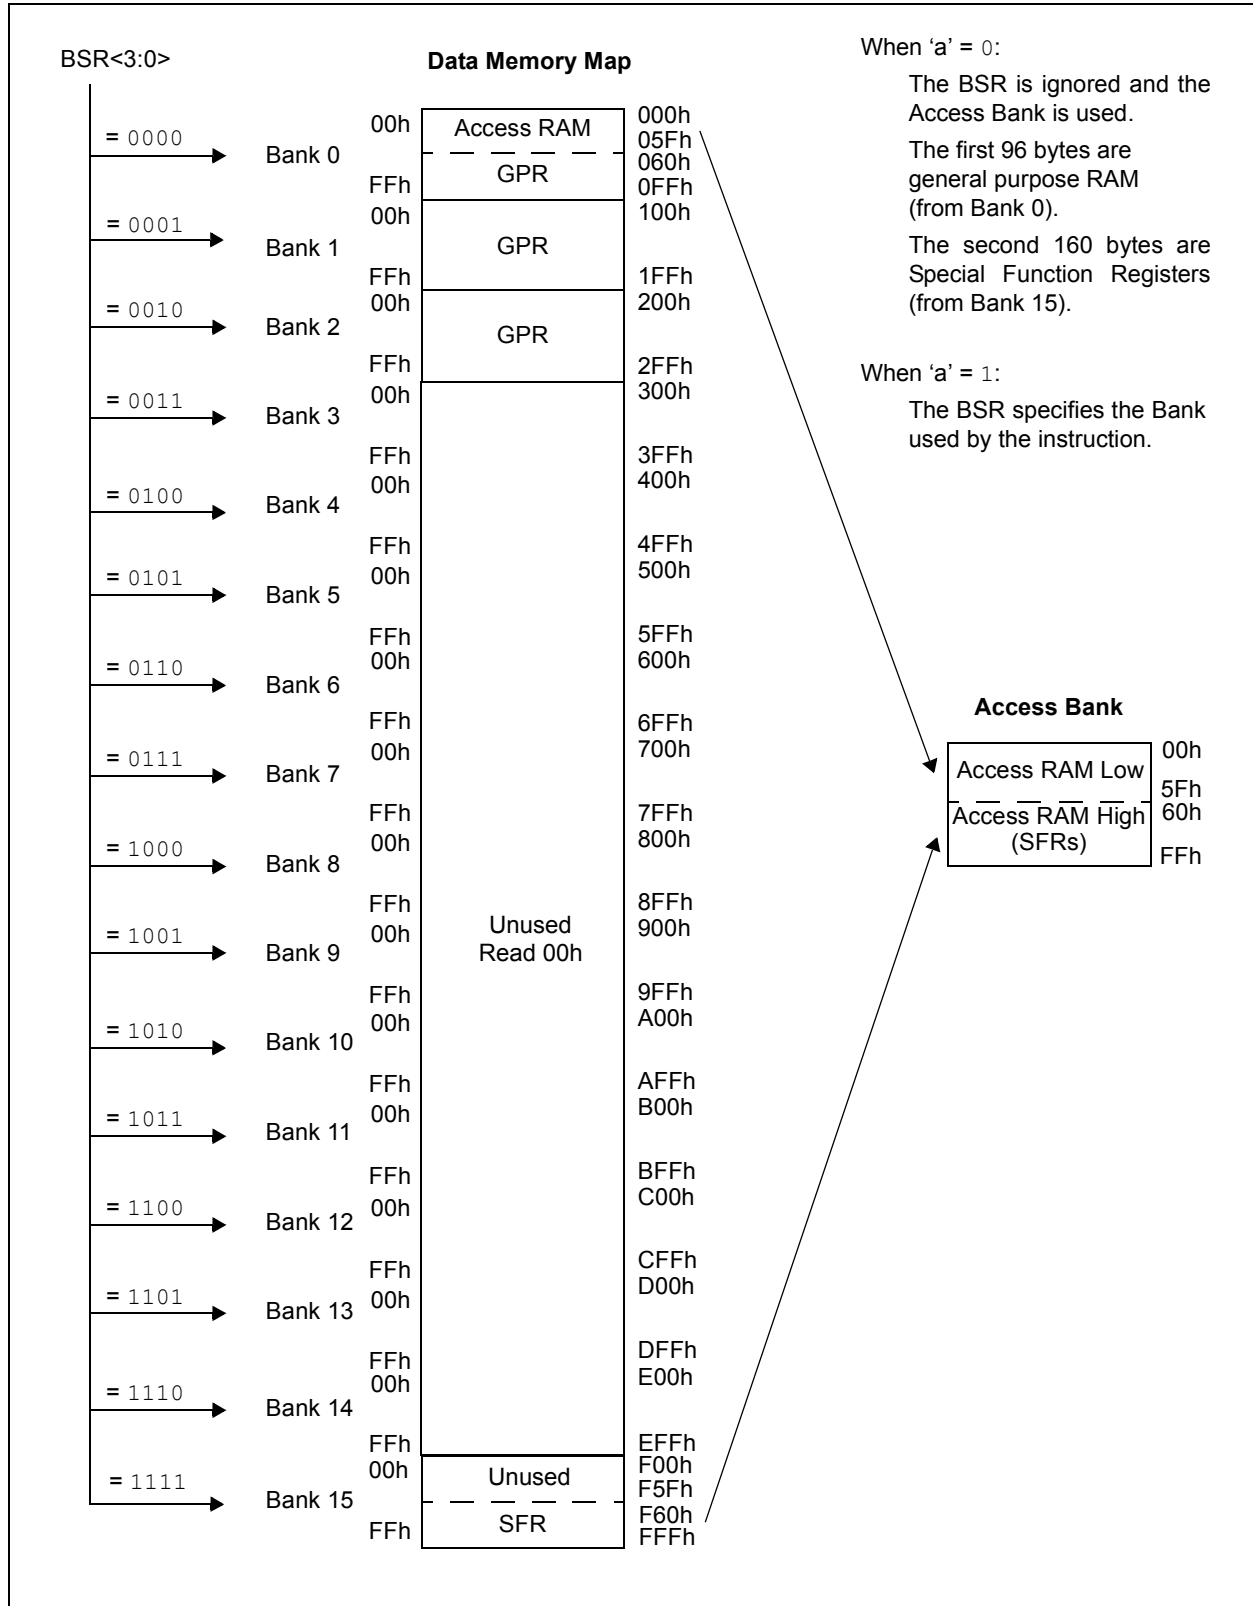 BSR<3:0>
Data Memory Map
When ‘a’ = 0:
The BSR is ignored and the
Access Bank is used.
The first 96 bytes are
general purpose RAM
(from Bank 0).
The second 160 bytes are
Special Function Registers
(from Bank 15).
When ‘a’ = 1:
The BSR specifies the Bank
used by the instruction.
= 0000
Bank 0
00h
Access RAM
000h
05Fh
060h
GPR
FFh
0FFh
= 0001
Bank 1
00h
100h
GPR
FFh
1FFh
= 0010
Bank 2
00h
200h
GPR
FFh
2FFh
= 0011
Bank 3
00h
300h
FFh
3FFh
= 0100
Bank 4
00h
400h
FFh
4FFh
= 0101
Bank 5
00h
500h
FFh
5FFh
= 0110
Bank 6
00h
600h
FFh
6FFh
= 0111
Bank 7
00h
700h
FFh
7FFh
= 1000
Bank 8
00h
800h
FFh
8FFh
= 1001
Bank 9
00h
Unused
Read 00h
900h
FFh
9FFh
= 1010
Bank 10
00h
A00h
FFh
AFFh
= 1011
Bank 11
00h
B00h
FFh
BFFh
= 1100
Bank 12
00h
C00h
FFh
CFFh
= 1101
Bank 13
00h
D00h
FFh
DFFh
= 1110
Bank 14
00h
E00h
FFh
EFFh
= 1111
Bank 15
00h
Unused
F00h
F5Fh
F60h
SFR
FFh
FFFh
Access Bank
Access RAM Low
00h
5Fh
Access RAM High
(SFRs)
60h
FFh